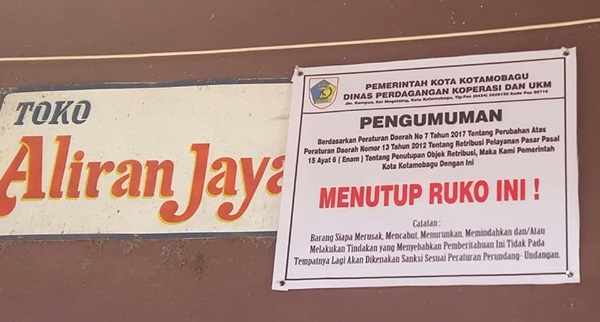 TOKO
Aliran Jaya
PEMERINTAH KOTA KOTAMOBAGU
DINAS PERDAGANGAN KOPERASI DAN UKM
PENGUMUMAN
Berdasarkan Peraturan Daerah No 7 Tahun 2017 Tentang Perubahan Atas
Peraturan Daerah Nomor 13 Tahun 2012 Tentang Retribusi Pelayanan Pasar Pasal
15 Ayat 6 ( Enam ) Tentang Penutupan Objek Retribusi, Maka Kami Pemerintah
Kota Kotamobagu Dengan Ini
MENUTUP RUKO INI !
Catatan :
Barang Siapa Merusak, Mencabut, Menurunkan, Memindahkan dan/Atau
Melakukan Tindakan yang Menyebabkan Pemberitahuan Ini Tidak Pada
Tempatnya Lagi Akan Dikenakan Sanksi Sesuai Peraturan Perundang- Undangan.